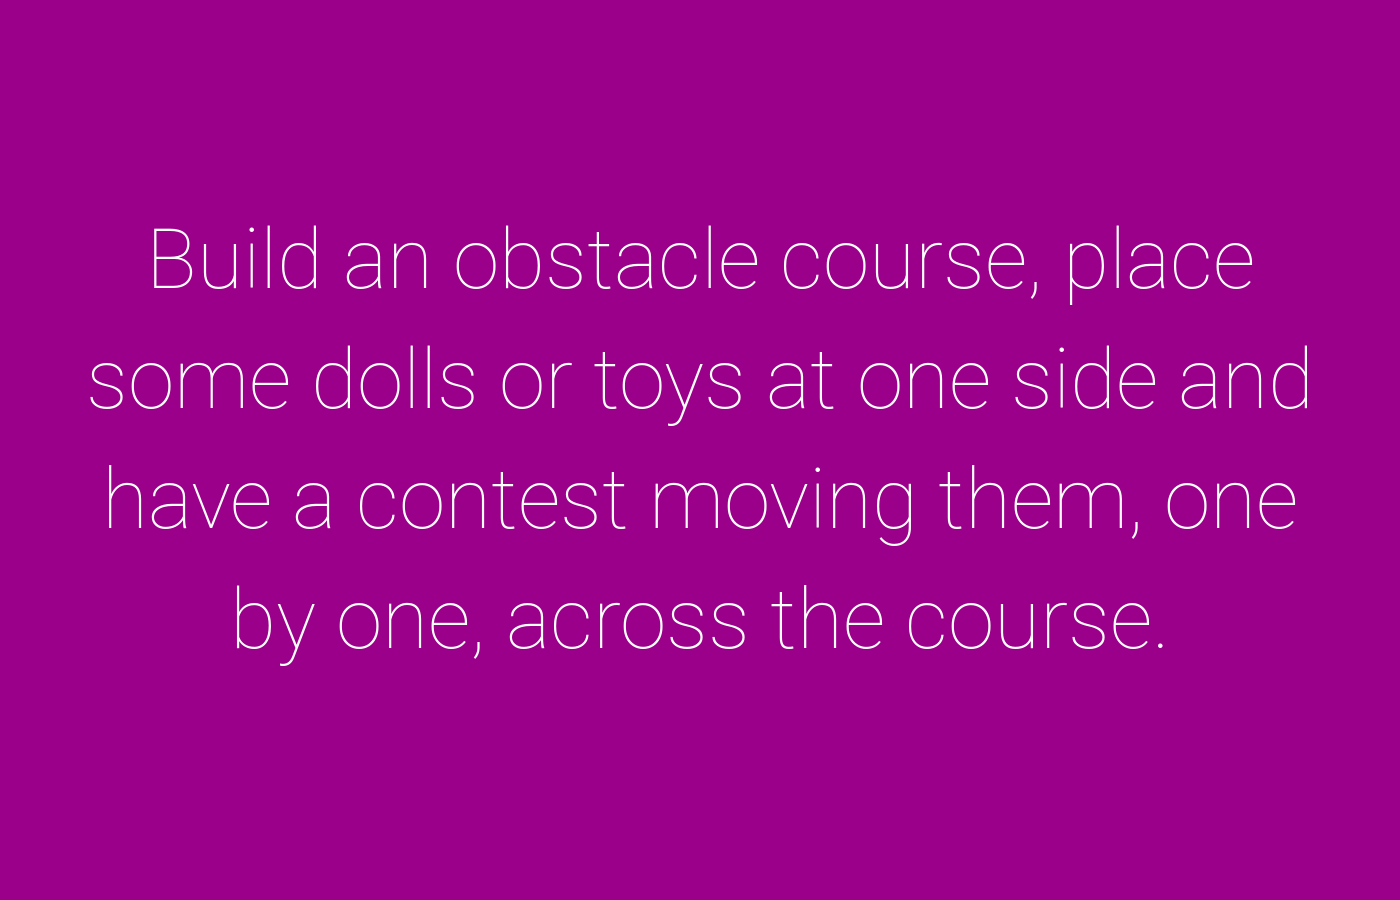 Build an obstacle course, place
some dolls or toys at one side and
have a contest moving them, one
by one, across the course.